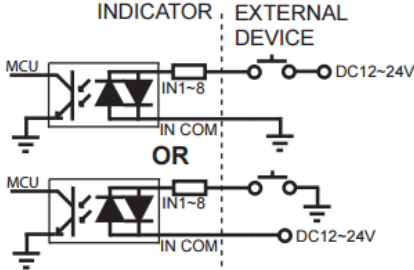 INDICATOR EXTERNAL
DEVICE
MCU
IN1~8
DC12~24V
IN COM
OR
MCU
IN1~8
IN COM
DC12~24V